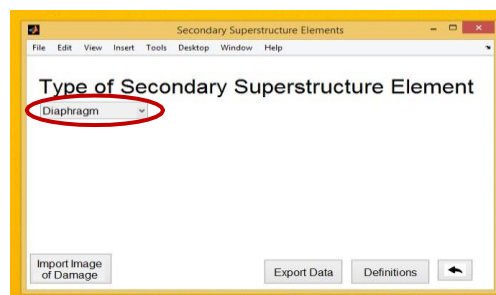 Secondary Superstructure Elements
File Edit View Insert Tools Desktop Window Help
Type of Secondary Superstructure Element
Diaphragm
Import Image
of Damage
Export Data
Definitions